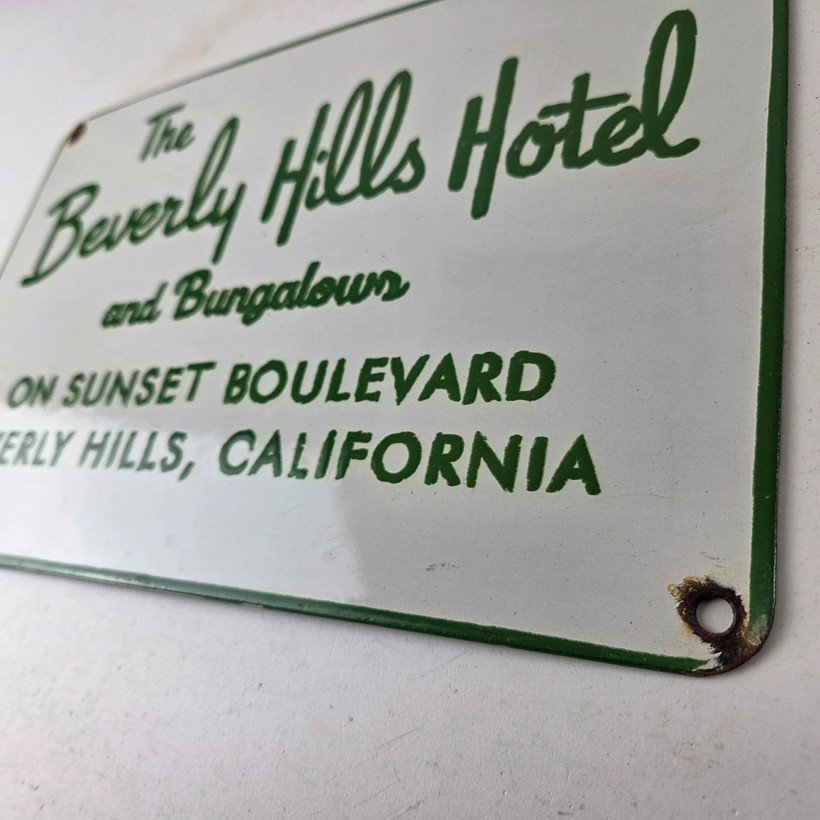 The
Beverly Hills Hotel
and Bungalows
ON SUNSET BOULEVARD
ERLY HILLS, CALIFORNIA